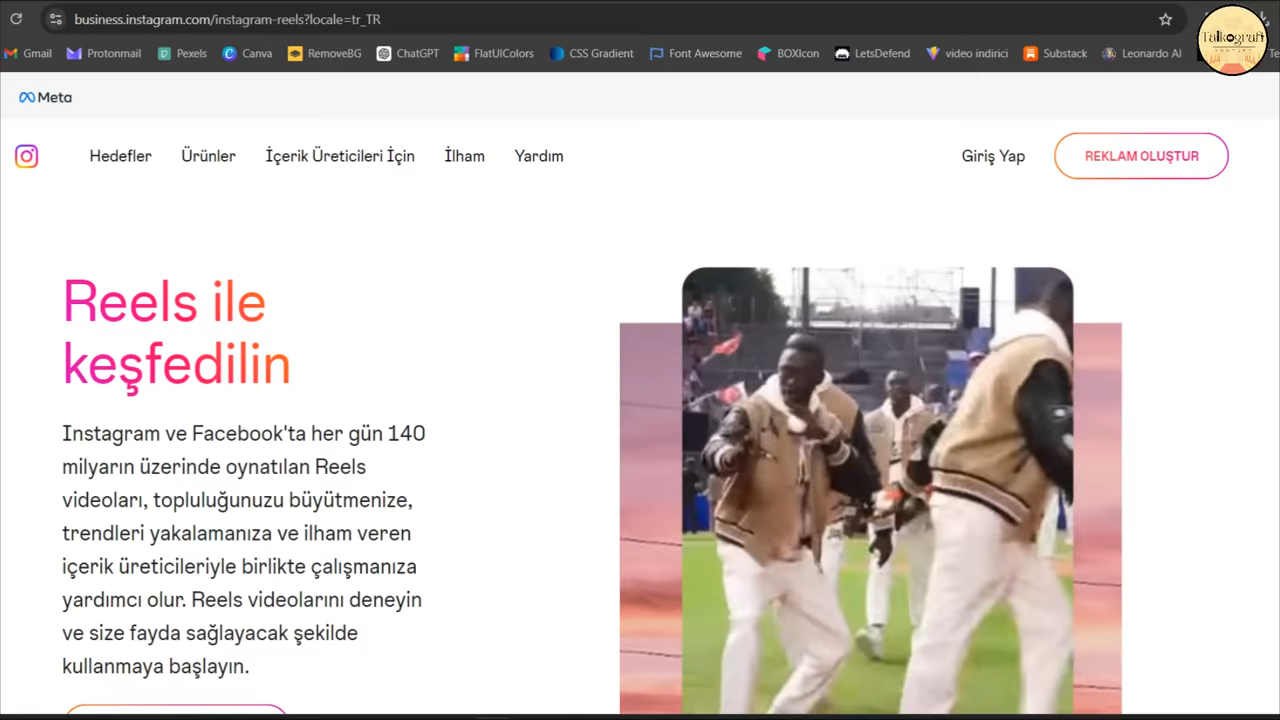 business.instagram.com/instagram-reels?locale=tr_TR
Gmail
Protonmail
Pexels
Canva
RemoveBG
ChatGPT
FlatUIColors
CSS Gradient
Font Awesome
BOXIcon
LetsDefend
video indirici
Substack
Leonardo AI
Talkografi
Meta
Hedefler
Ürünler
İçerik Üreticileri İçin
İlham
Yardım
Giriş Yap
REKLAM OLUŞTUR
Reels ile
keşfedilin
Instagram ve Facebook'ta her gün 140
milyarın üzerinde oynatılan Reels
videoları, topluluğunuzu büyütmenize,
trendleri yakalamanıza ve ilham veren
içerik üreticileriyle birlikte çalışmanıza
yardımcı olur. Reels videolarını deneyin
ve size fayda sağlayacak şekilde
kullanmaya başlayın.